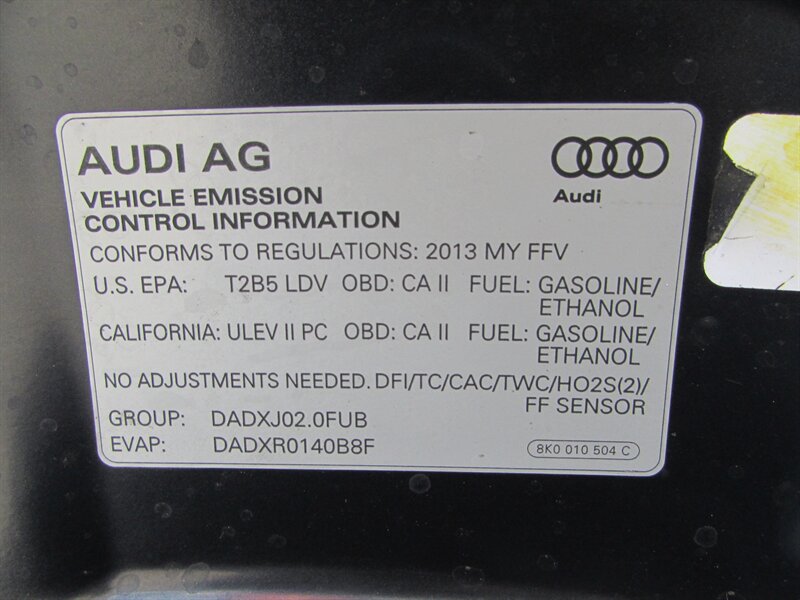 AUDI AG
Audi
VEHICLE EMISSION
CONTROL INFORMATION
CONFORMS TO REGULATIONS: 2013 MY FFV
U.S. EPA: T2B5 LDV OBD: CA II FUEL: GASOLINE/
ETHANOL
CALIFORNIA: ULEV II PC OBD: CA II FUEL: GASOLINE/
ETHANOL
NO ADJUSTMENTS NEEDED. DFI/TC/CAC/TWC/HO2S(2)/
FF SENSOR
GROUP: DADXJ02.0FUB
EVAP: DADXR0140B8F
8K0 010 504 C